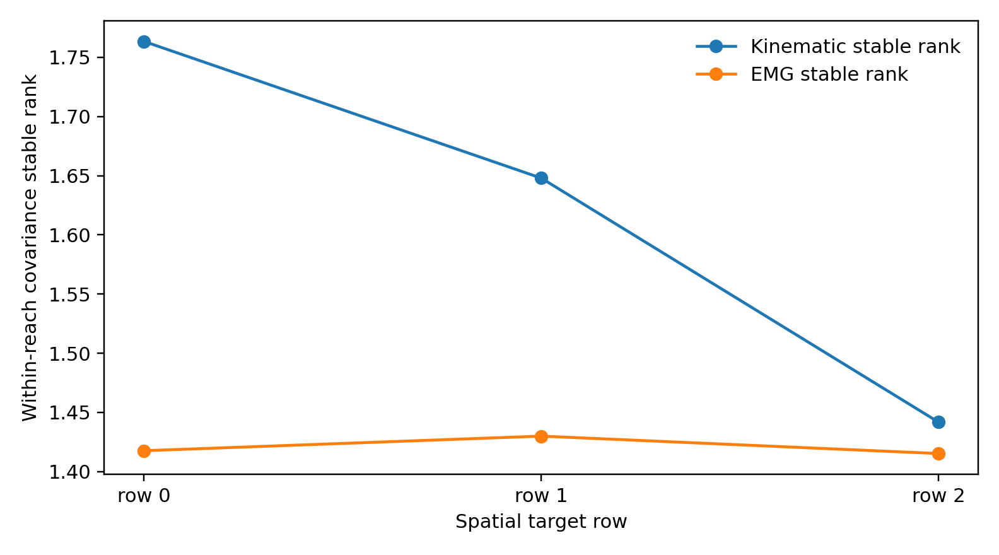 Kinematic stable rank
EMG stable rank
Within-reach covariance stable rank
1.75
1.70
1.65
1.60
1.55
1.50
1.45
1.40
row 0
row 1
row 2
Spatial target row